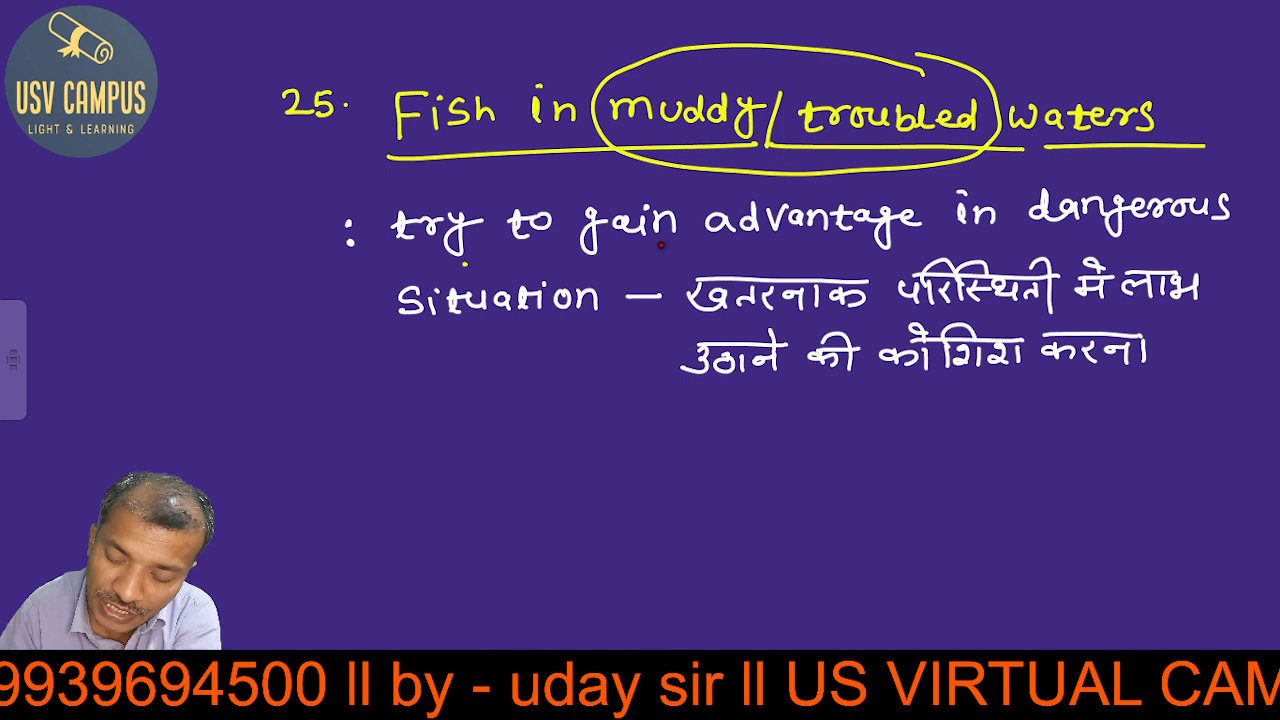 USV CAMPUS
LIGHT & LEARNING
25. Fish in muddy/troubled waters
: try to gain advantage in dangerous
situation – खतरनाक परिस्थिती में लाभ
उठाने की कोशिश करना
9939694500 ll by - uday sir ll US VIRTUAL CAM